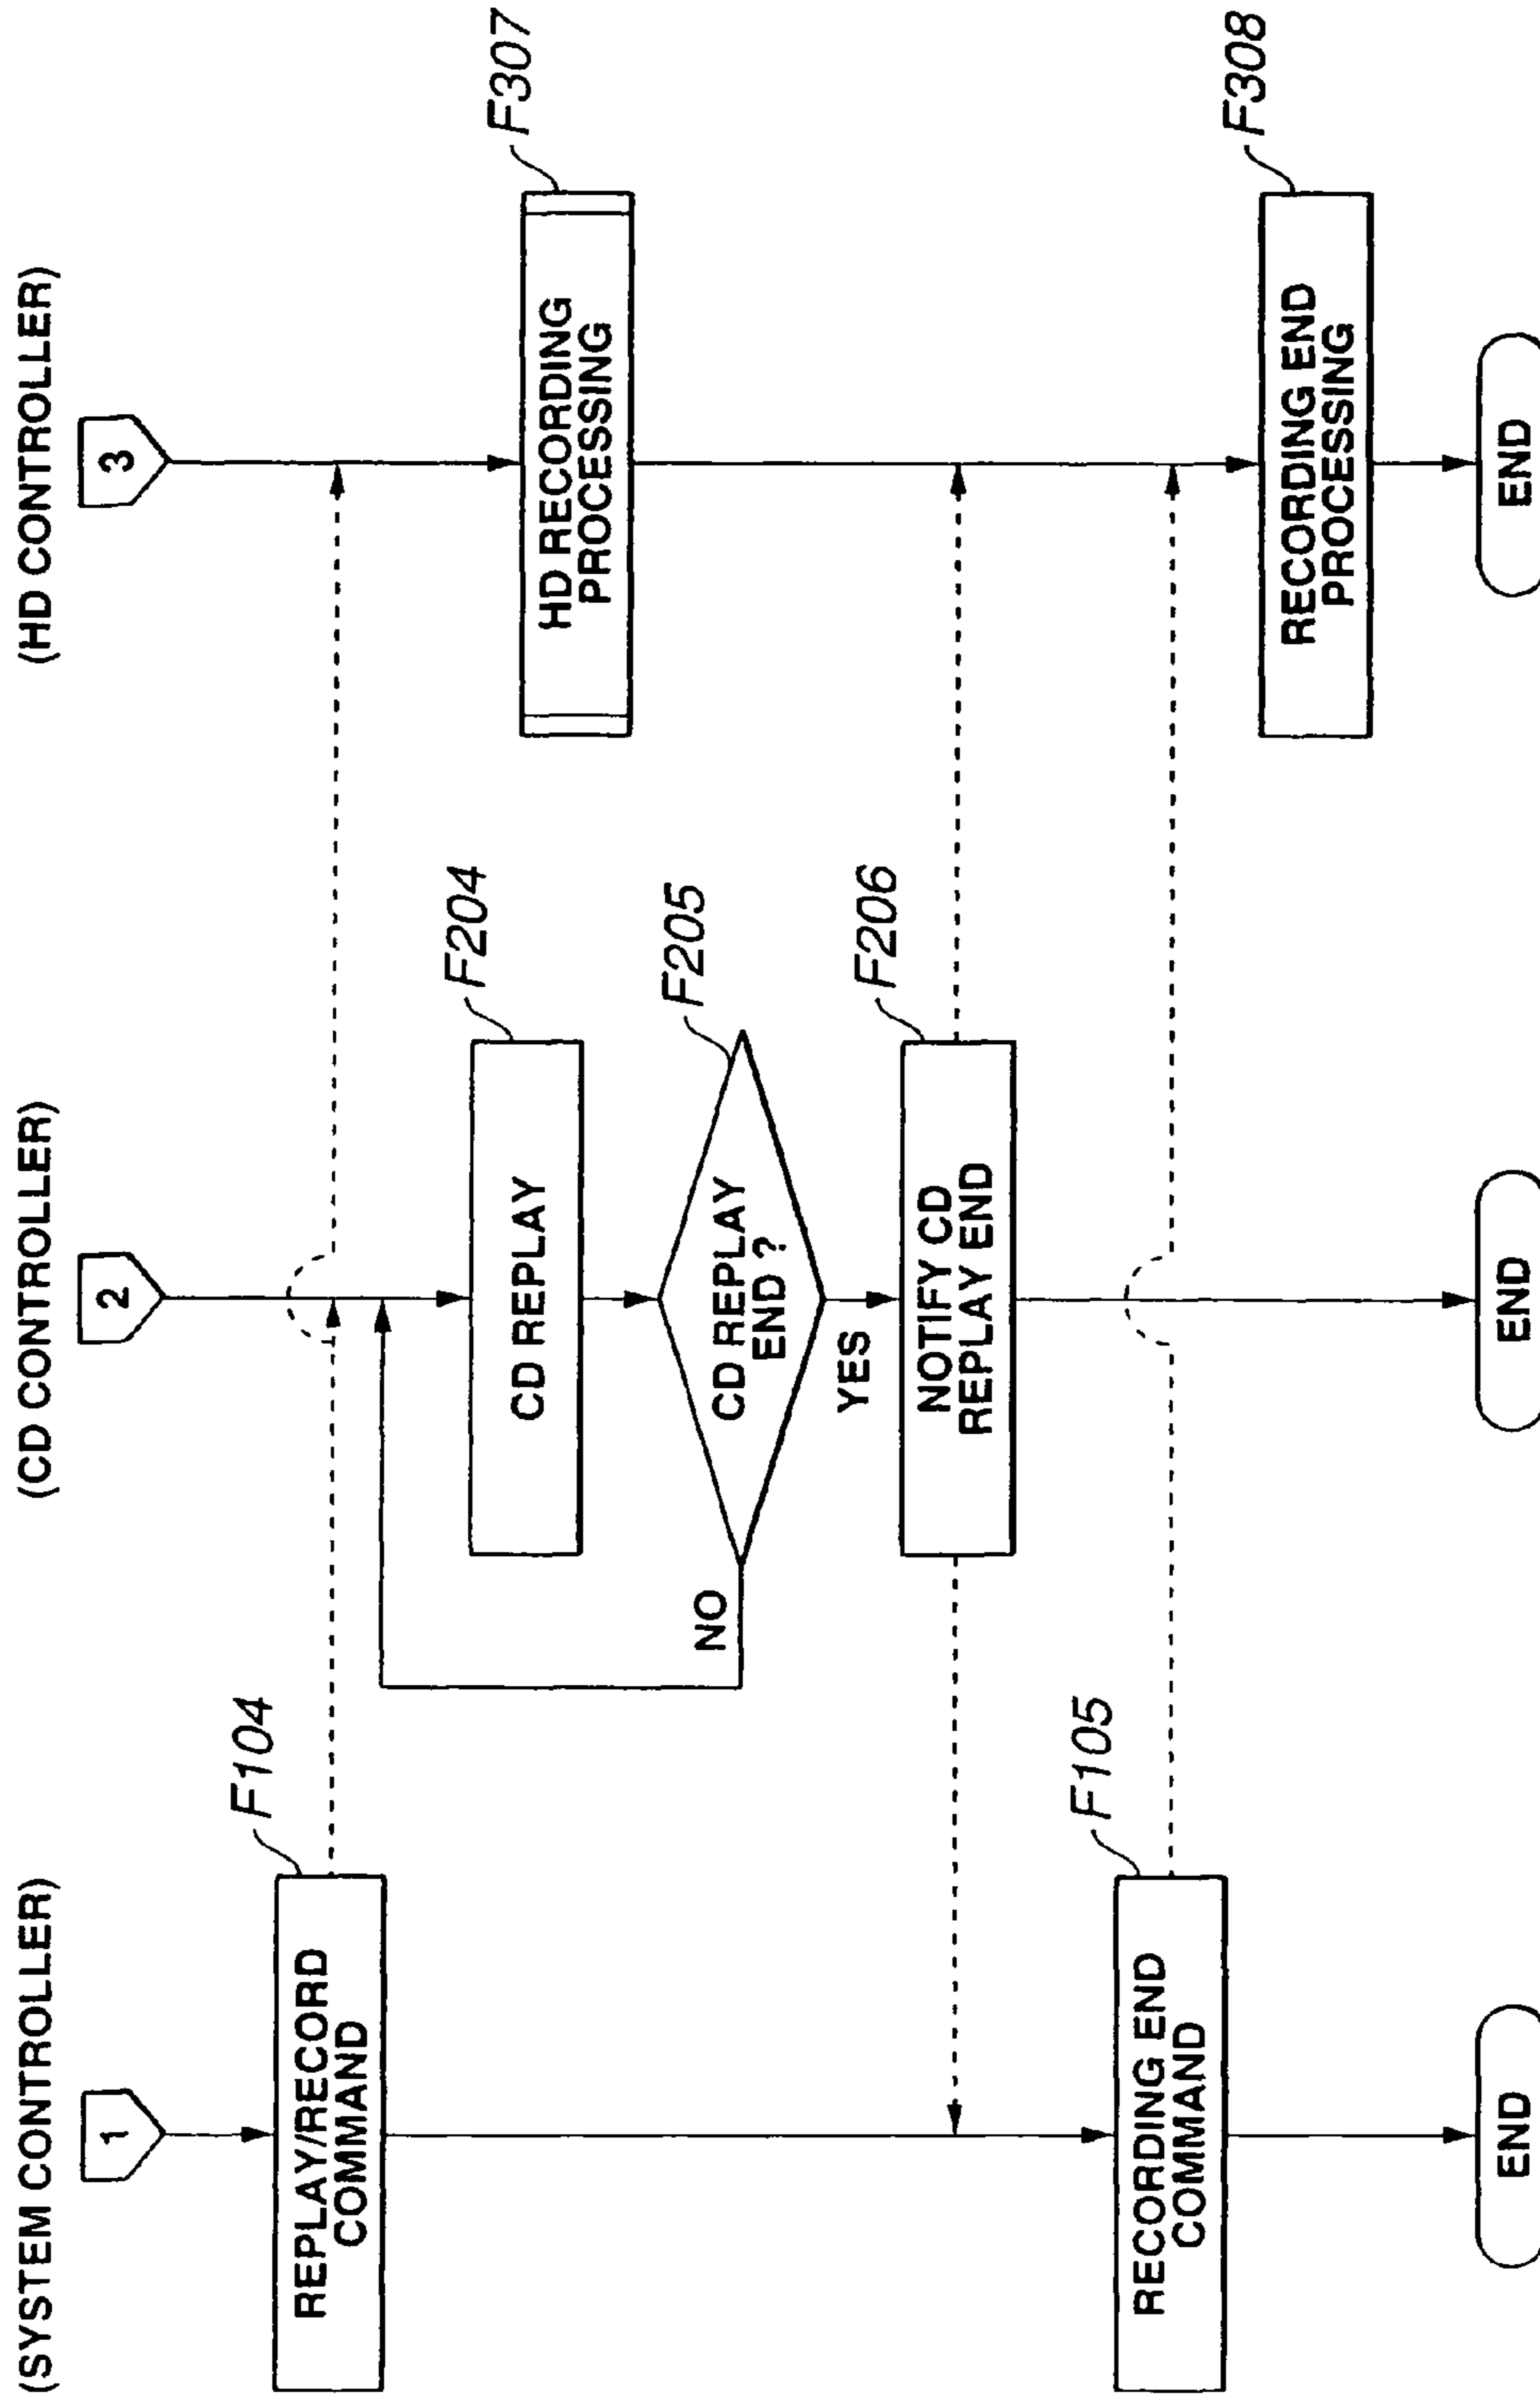 (SYSTEM CONTROLLER)
(CD CONTROLLER)
(HD CONTROLLER)
1
2
3
F104
REPLAY/RECORD
COMMAND
F204
CD REPLAY
F307
HD RECORDING
PROCESSING
F205
CD REPLAY
END ?
NO
YES
F206
NOTIFY CD
REPLAY END
F105
RECORDING END
COMMAND
F308
RECORDING END
PROCESSING
END
END
END